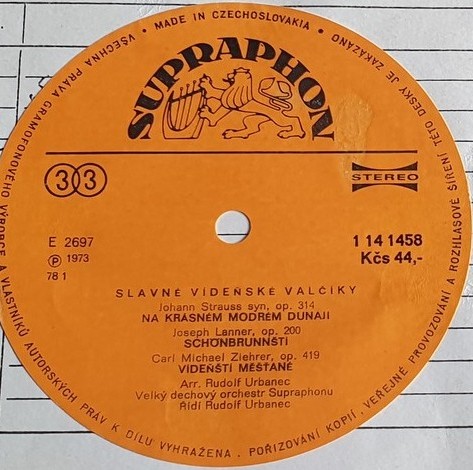 VŠECHNA PRÁVA GRAMOFONOVÉHO VÝROBCE A VLASTNÍKŮ AUTORSKÝCH PRÁV K DÍLU VYHRAŽENA. POŘIZOVÁNÍ KOPIÍ, VEŘEJNÉ PROVOZOVÁNÍ A ROZHLASOVÉ ŠÍŘENÍ TÉTO DESKY JE ZAKÁZÁNO • MADE IN CZECHOSLOVAKIA •
SUPRAPHON
33
STEREO
E 2697
1 14 1458
Ⓟ 1973
Kčs 44,-
78 1
SLAVNÉ VÍDEŇSKÉ VALČÍKY
Johann Strauss syn, op. 314
NA KRÁSNÉM MODRÉM DUNAJI
Joseph Lanner, op. 200
SCHÖNBRUNNŠTÍ
Carl Michael Ziehrer, op. 419
VÍDEŇŠTÍ MĚŠŤANÉ
Arr. Rudolf Urbanec
Velký dechový orchestr Supraphonu
Řídí Rudolf Urbanec